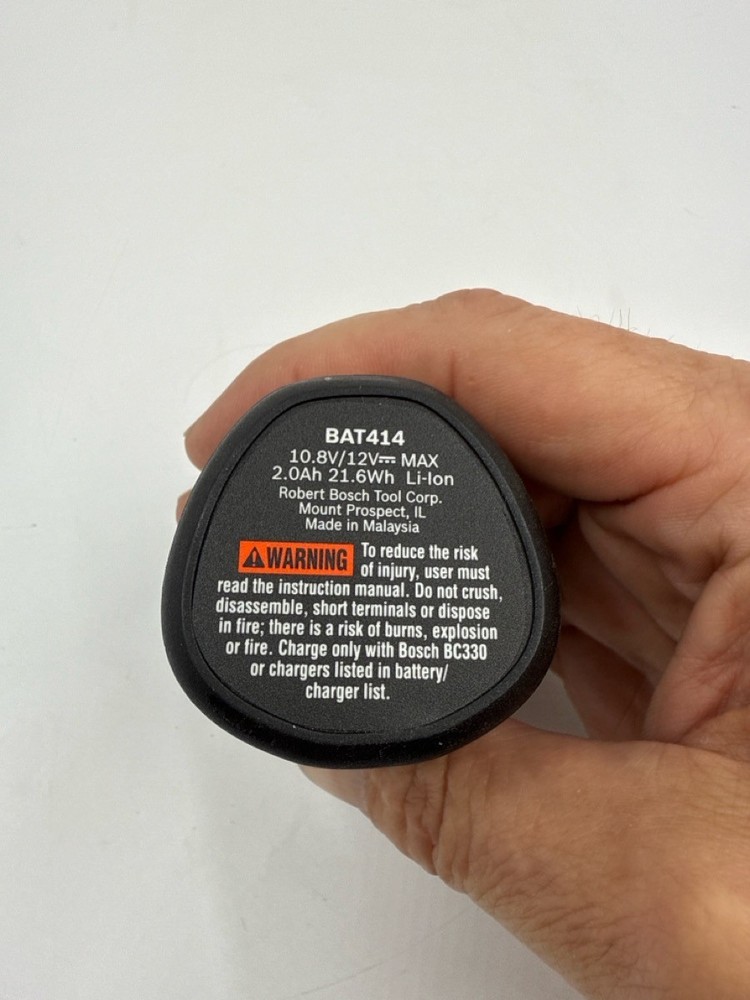 BAT414
10.8V/12V⎓ MAX
2.0Ah 21.6Wh Li-Ion
Robert Bosch Tool Corp.
Mount Prospect, IL
Made in Malaysia
⚠WARNING To reduce the risk
of injury, user must
read the instruction manual. Do not crush,
disassemble, short terminals or dispose
in fire; there is a risk of burns, explosion
or fire. Charge only with Bosch BC330
or chargers listed in battery/
charger list.